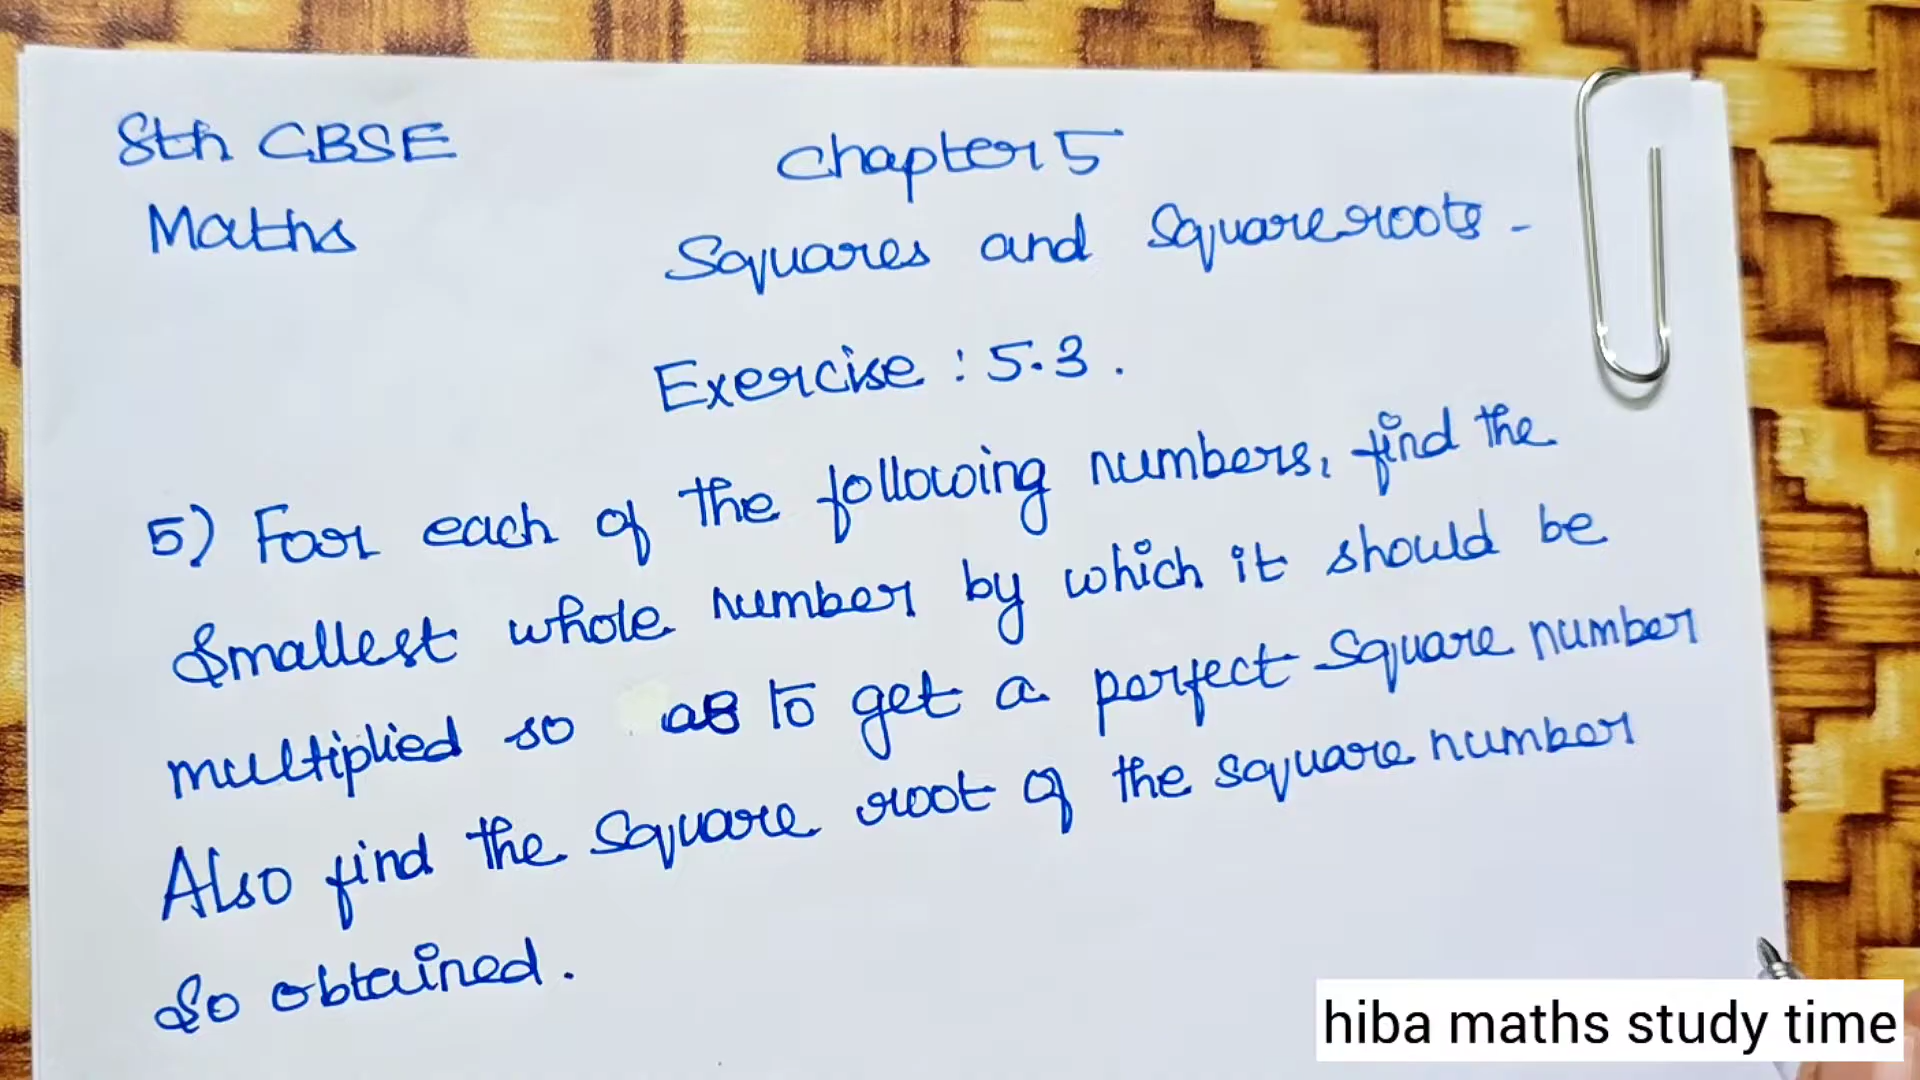 8th CBSE
Maths
Chapter 5
Squares and Squareroots -
Exercise : 5.3 .
5) For each of the following numbers, find the
Smallest whole number by which it should be
multiplied so as to get a perfect square number
Also find the square root of the square number
So obtained.
hiba maths study time